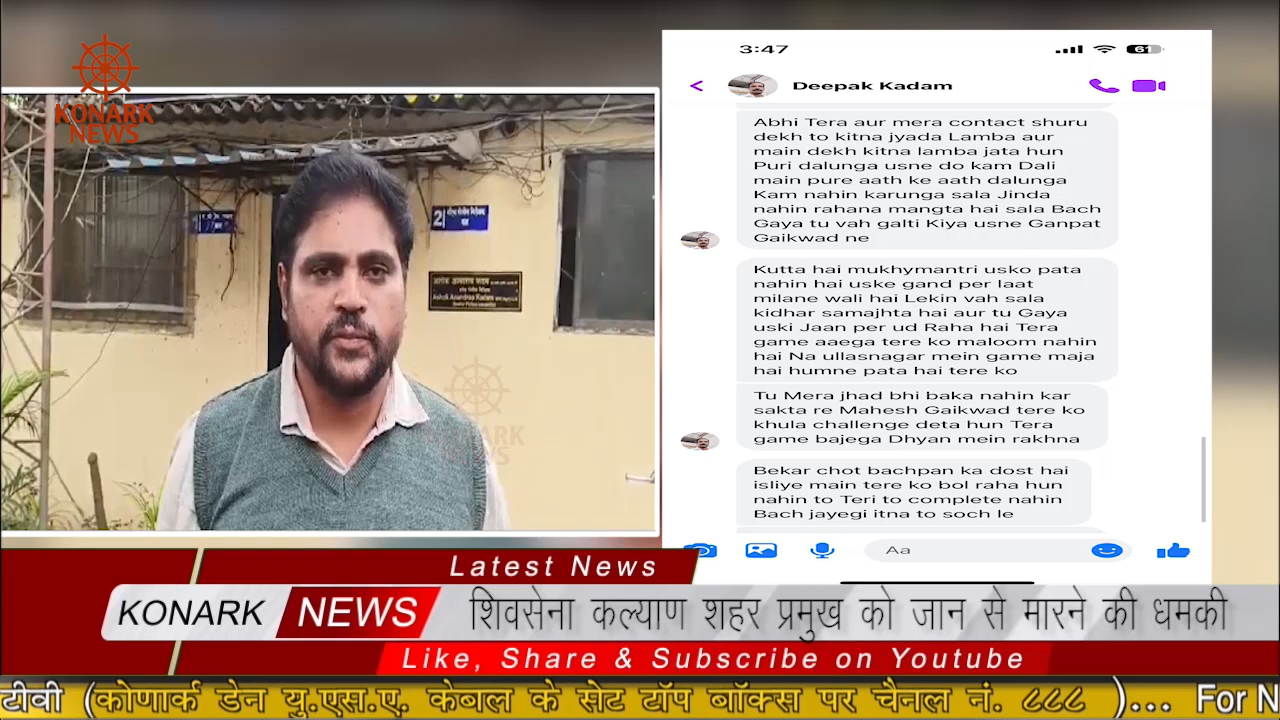 KONARK
NEWS
2
Ashok Anandrao Kadam
3:47
61
Deepak Kadam
Abhi Tera aur mera contact shuru
dekh to kitna jyada Lamba aur
main dekh kitna lamba jata hun
Puri dalunga usne do kam Dali
main pure aath ke aath dalunga
Kam nahin karunga sala Jinda
nahin rahana mangta hai sala Bach
Gaya tu vah galti Kiya usne Ganpat
Gaikwad ne
Kutta hai mukhymantri usko pata
nahin hai uske gand per laat
milane wali hai Lekin vah sala
kidhar samajhta hai aur tu Gaya
uski Jaan per ud Raha hai Tera
game aaega tere ko maloom nahin
hai Na ullasnagar mein game maja
hai humne pata hai tere ko
Tu Mera jhad bhi baka nahin kar
sakta re Mahesh Gaikwad tere ko
khula challenge deta hun Tera
game bajega Dhyan mein rakhna
Bekar chot bachpan ka dost hai
isliye main tere ko bol raha hun
nahin to Teri to complete nahin
Bach jayegi itna to soch le
Aa
Latest News
KONARK NEWS
शिवसेना कल्याण शहर प्रमुख को जान से मारने की धमकी
Like, Share & Subscribe on Youtube
टीवी (कोणार्क डेन यु.एस.ए. केबल के सेट टॉप बॉक्स पर चैनल नं. ८८८ )... For N